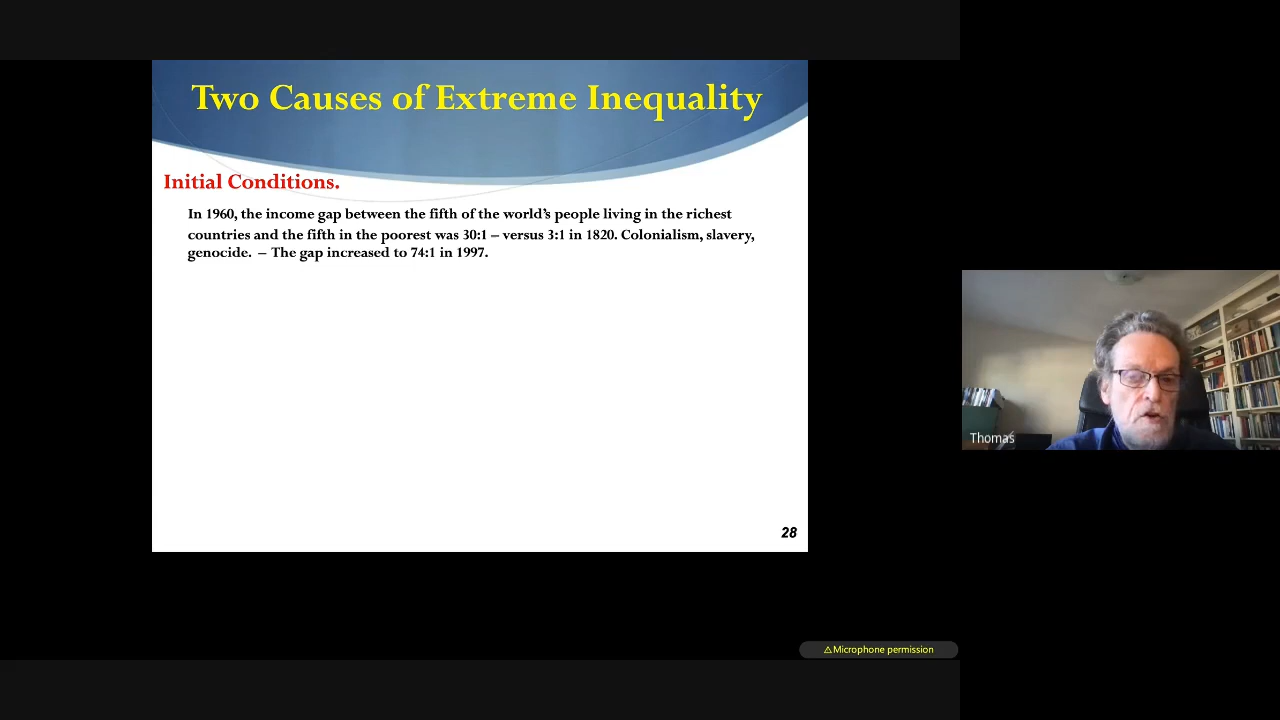 Two Causes of Extreme Inequality
Initial Conditions.
In 1960, the income gap between the fifth of the world’s people living in the richest
countries and the fifth in the poorest was 30:1 – versus 3:1 in 1820. Colonialism, slavery,
genocide. – The gap increased to 74:1 in 1997.
28
Thomas
⚠Microphone permission